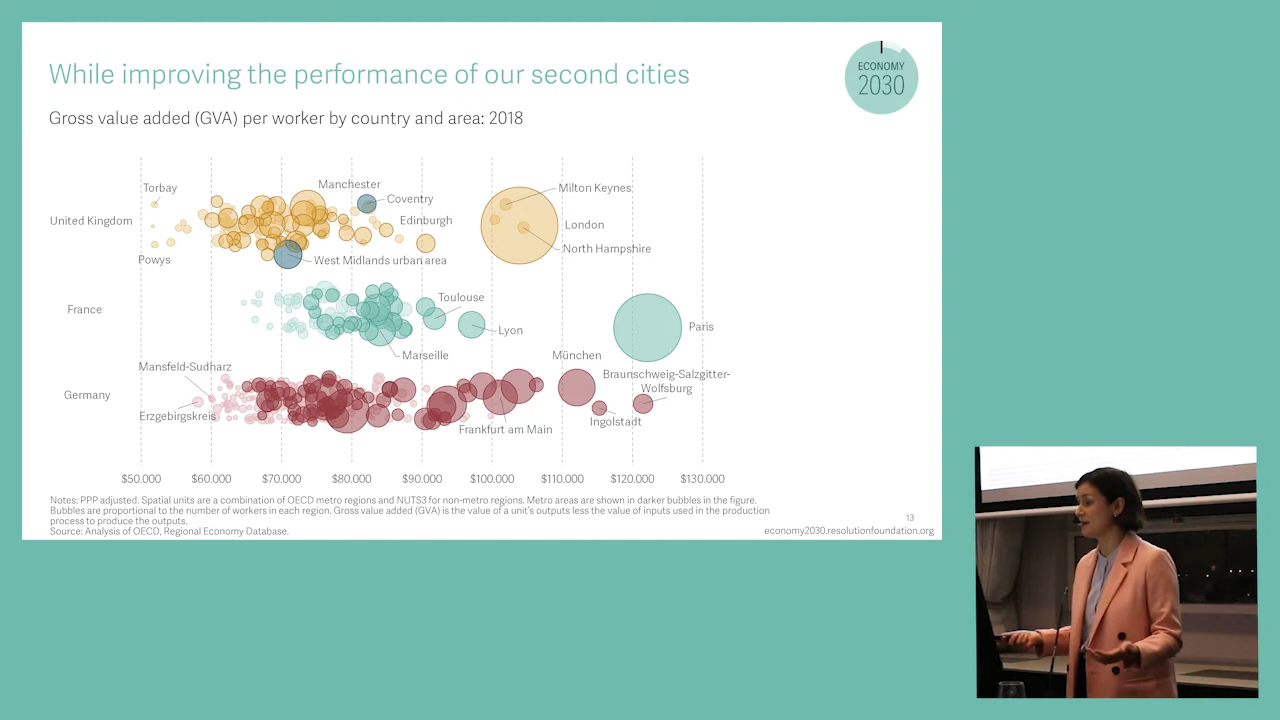 While improving the performance of our second cities
ECONOMY
2030
Gross value added (GVA) per worker by country and area: 2018
Torbay
Manchester
Milton Keynes
Coventry
United Kingdom
Edinburgh
London
North Hampshire
Powys
West Midlands urban area
France
Toulouse
Lyon
Paris
Marseille
München
Mansfeld-Sudharz
Braunschweig-Salzgitter-
Wolfsburg
Germany
Erzgebirgskreis
Ingolstadt
Frankfurt am Main
$50.000 $60.000 $70.000 $80.000 $90.000 $100.000 $110.000 $120.000 $130.000
Notes: PPP adjusted. Spatial units are a combination of OECD metro regions and NUTS3 for non-metro regions. Metro areas are shown in darker bubbles in the figure.
Bubbles are proportional to the number of workers in each region. Gross value added (GVA) is the value of a unit's outputs less the value of inputs used in the production
process to produce the outputs.
Source: Analysis of OECD, Regional Economy Database.
13
economy2030.resolutionfoundation.org